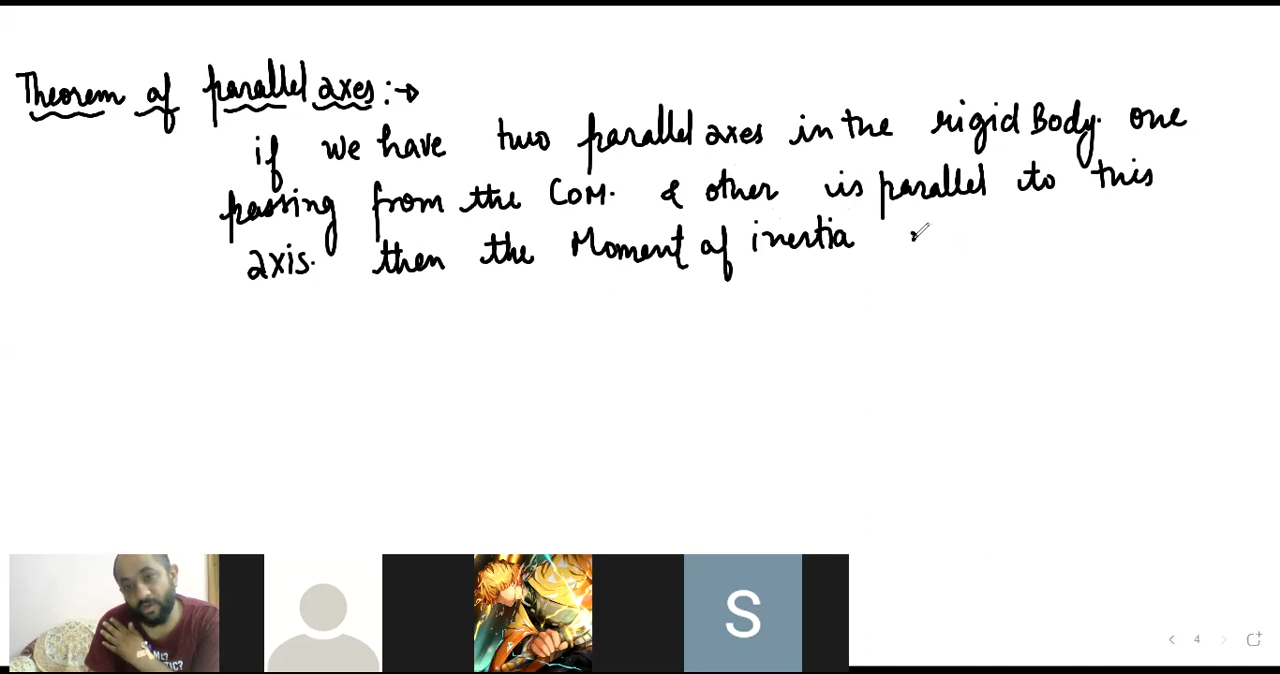 Theorem of parallel axes:→
if we have two parallel axes in the rigid Body. one
passing from the COM. & other is parallel to this
axis. then the Moment of inertia
S
4